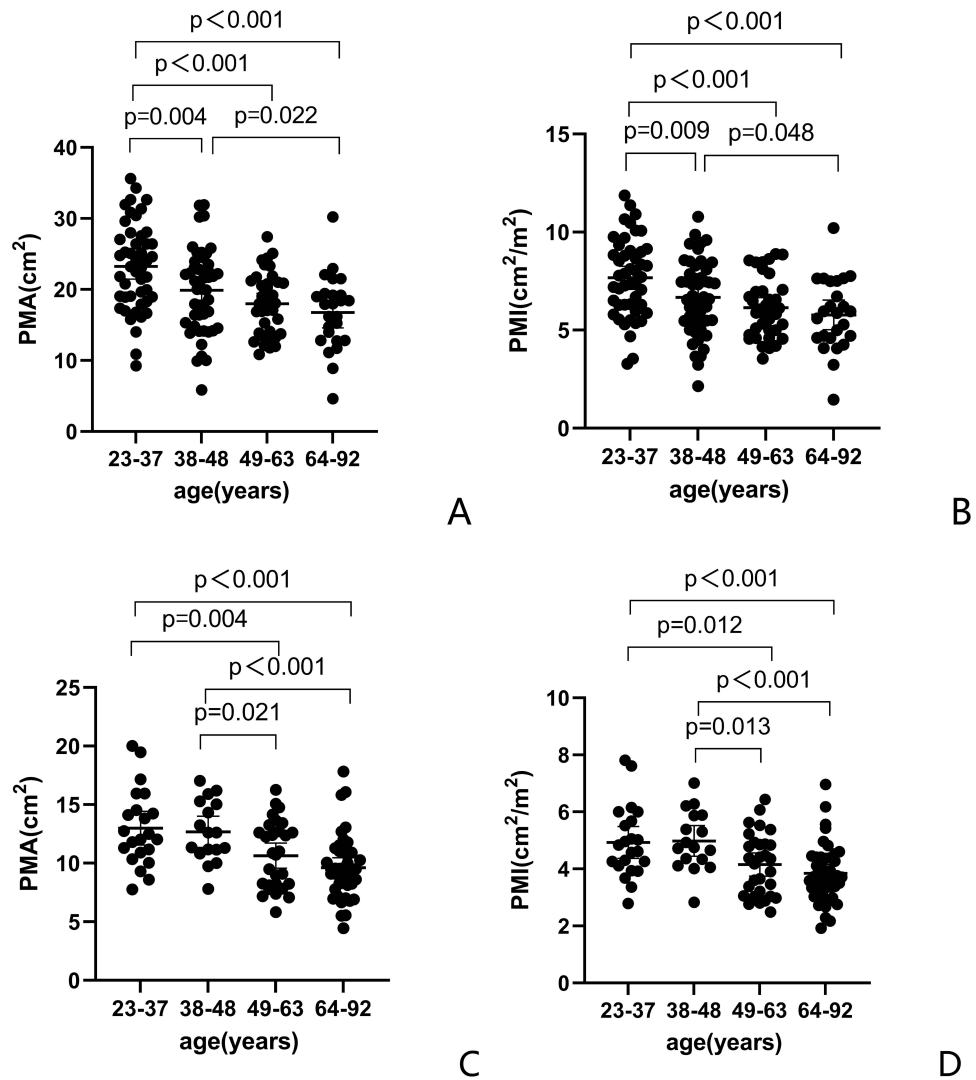 p＜0.001
p＜0.001
p=0.004 p=0.022
40
30
20
10
0
PMA(cm²)
23-37 38-48 49-63 64-92
age(years)
A
p＜0.001
p＜0.001
p=0.009 p=0.048
15
10
5
0
PMI(cm²/m²)
23-37 38-48 49-63 64-92
age(years)
B
p＜0.001
p=0.004
p＜0.001
p=0.021
25
20
15
10
5
0
PMA(cm²)
23-37 38-48 49-63 64-92
age(years)
C
p＜0.001
p=0.012
p＜0.001
p=0.013
10
8
6
4
2
0
PMI(cm²/m²)
23-37 38-48 49-63 64-92
age(years)
D